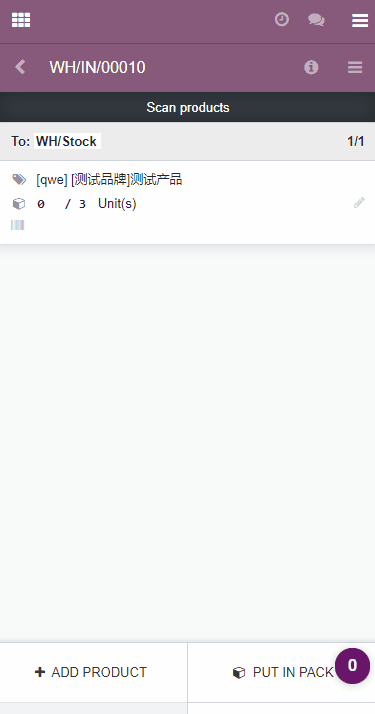 WH/IN/00010
Scan products
To: WH/Stock 1/1
[qwe] [测试品牌]测试产品
0 / 3 Unit(s)
ADD PRODUCT PUT IN PACK 0